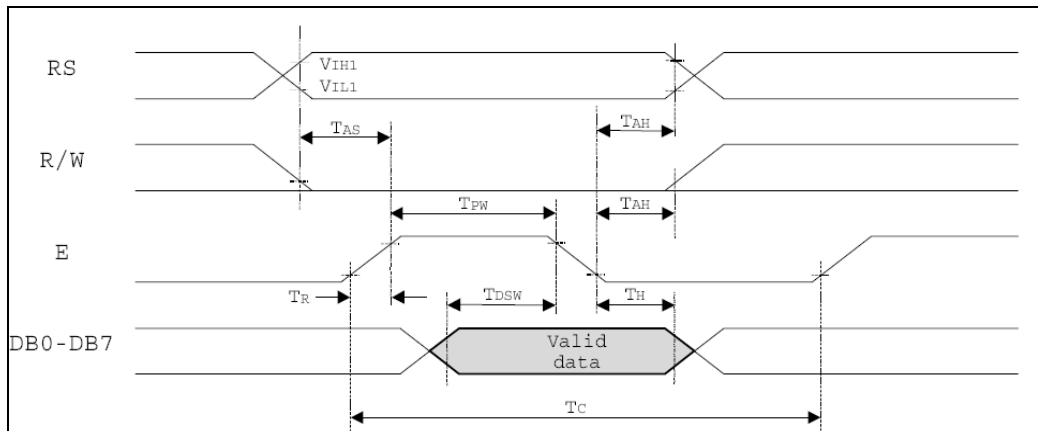 RS
VIH1
VIL1
TAS
TAH
R/W
TPW
TAH
E
TR
TDSW
TH
DB0-DB7
Valid
data
TC